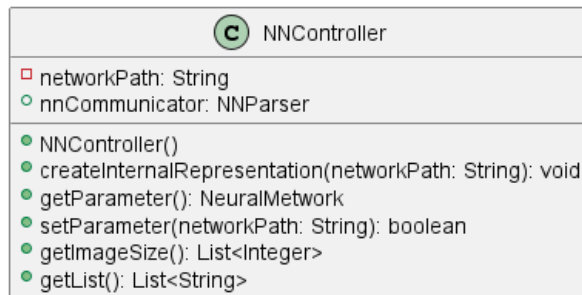 C NNController
networkPath: String
nnCommunicator: NNParser
NNController()
createInternalRepresentation(networkPath: String): void
getParameter(): NeuralMetwork
setParameter(networkPath: String): boolean
getImageSize(): List<Integer>
getList(): List<String>